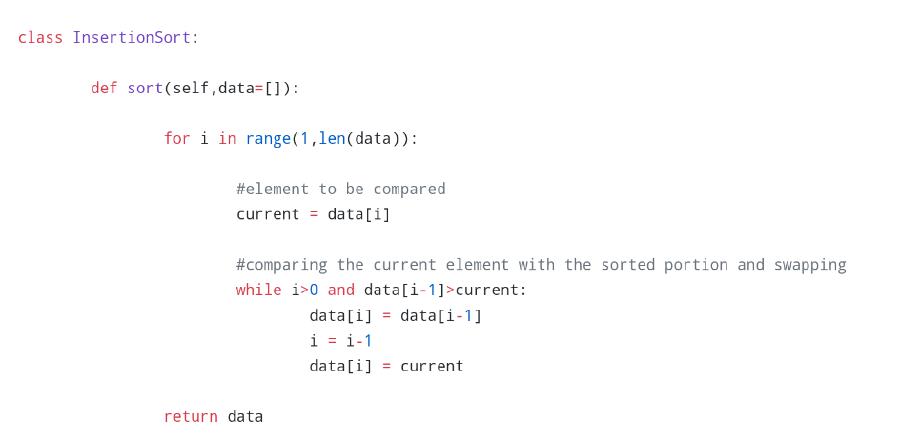 class InsertionSort:
def sort(self,data=[]):
for i in range(1,len(data)):
#element to be compared
current = data[i]
#comparing the current element with the sorted portion and swapping
while i>0 and data[i-1]>current:
data[i] = data[i-1]
i = i-1
data[i] = current
return data